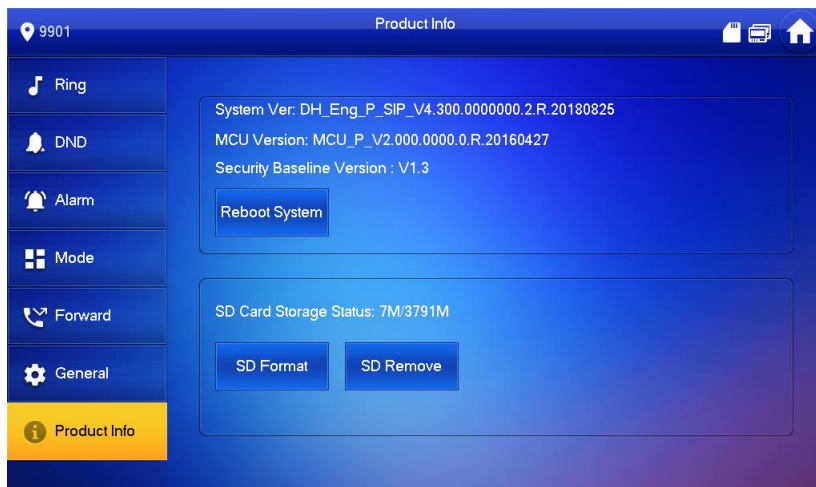 9901
Product Info
Ring
DND
Alarm
Mode
Forward
General
Product Info
System Ver: DH_Eng_P_SIP_V4.300.0000000.2.R.20180825
MCU Version: MCU_P_V2.000.0000.0.R.20160427
Security Baseline Version : V1.3
Reboot System
SD Card Storage Status: 7M/3791M
SD Format
SD Remove